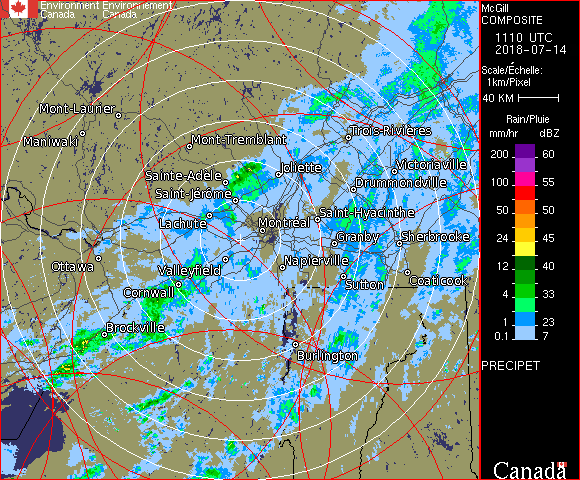 Environment Environnement
Canada Canada
McGill
COMPOSITE
1110 UTC
2018-07-14
Scale/Échelle:
1km/Pixel
40 KM
Rain/Pluie
mm/hr dBZ
200 60
100 55
50 50
50 45
24 35
12 40
4 33
1 23
0.1 7
PRECIPET
Canada
Mont-Laurier
Maniwaki
Mont-Tremblant
Trois-Rivières
Sainte-Adèle
Joliette
Victoriaville
Saint-Jérôme
Drummondville
Lachute
Saint-Hyacinthe
Montréal
Granby
Sherbrooke
Ottawa
Valleyfield
Napierville
Coaticook
Cornwall
Sutton
Brockville
Burlington